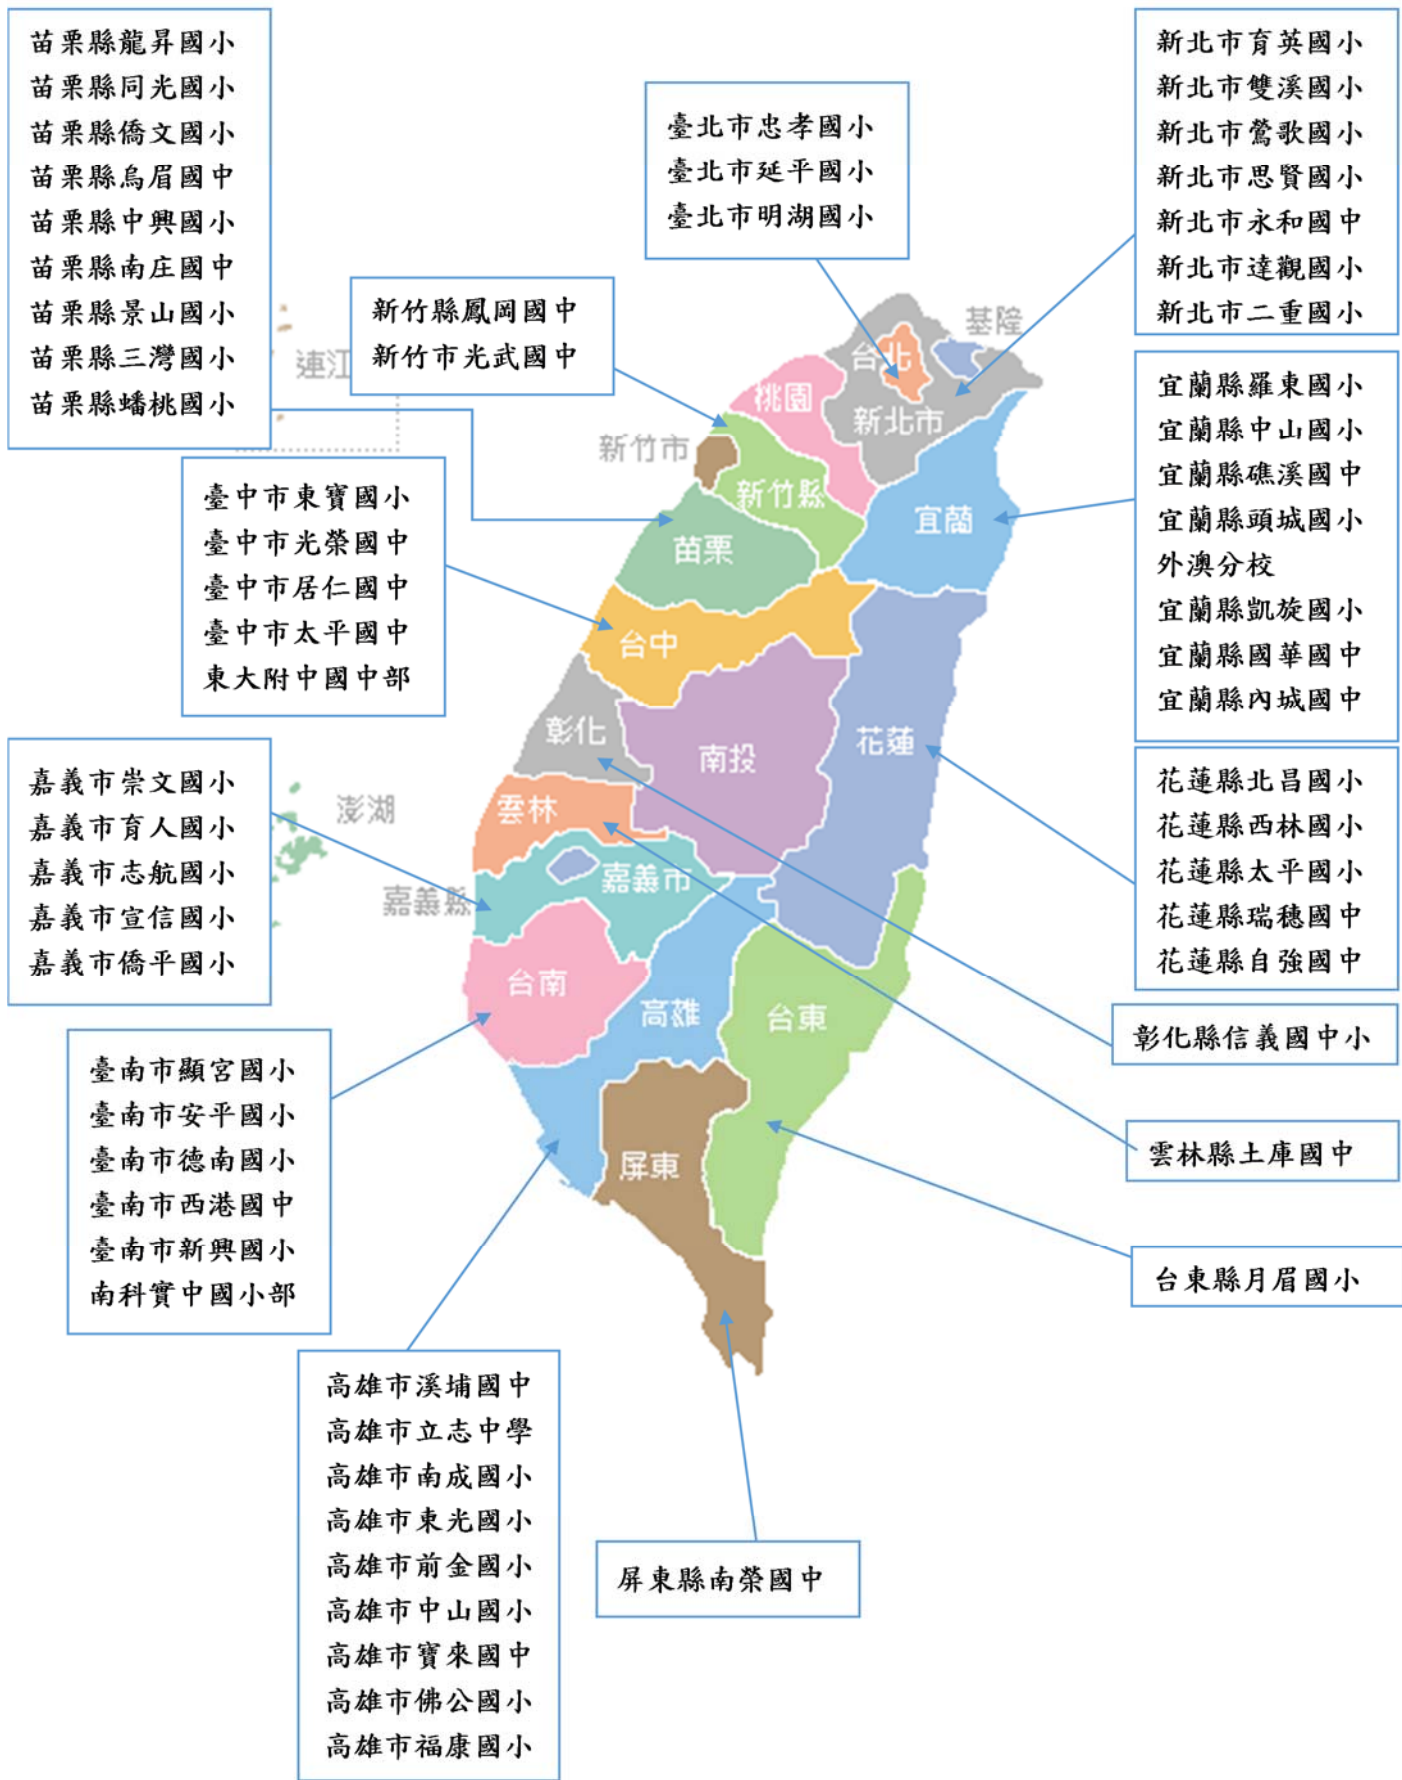 苗栗縣龍昇國小
苗栗縣同光國小
苗栗縣僑文國小
苗栗縣烏眉國中
苗栗縣中興國小
苗栗縣南庄國中
苗栗縣景山國小
苗栗縣三灣國小
苗栗縣蟠桃國小
新竹縣鳳岡國中
新竹市光武國中
臺北市忠孝國小
臺北市延平國小
臺北市明湖國小
新北市育英國小
新北市雙溪國小
新北市鶯歌國小
新北市思賢國小
新北市永和國中
新北市達觀國小
新北市二重國小
宜蘭縣羅東國小
宜蘭縣中山國小
宜蘭縣礁溪國中
宜蘭縣頭城國小
外澳分校
宜蘭縣凱旋國小
宜蘭縣國華國中
宜蘭縣內城國中
臺中市東寶國小
臺中市光榮國中
臺中市居仁國中
臺中市太平國中
東大附中國中部
花蓮縣北昌國小
花蓮縣西林國小
花蓮縣太平國小
花蓮縣瑞穗國中
花蓮縣自強國中
嘉義市崇文國小
嘉義市育人國小
嘉義市志航國小
嘉義市宣信國小
嘉義市僑平國小
彰化縣信義國中小
雲林縣土庫國中
台東縣月眉國小
臺南市顯宮國小
臺南市安平國小
臺南市德南國小
臺南市西港國中
臺南市新興國小
南科實中國小部
高雄市溪埔國中
高雄市立志中學
高雄市南成國小
高雄市東光國小
高雄市前金國小
高雄市中山國小
高雄市寶來國中
高雄市佛公國小
高雄市福康國小
屏東縣南榮國中
連江
基隆
台北
桃園
新北市
新竹市
新竹縣
宜蘭
苗栗
台中
彰化
南投
花蓮
雲林
澎湖
嘉義市
嘉義縣
台南
高雄
台東
屏東